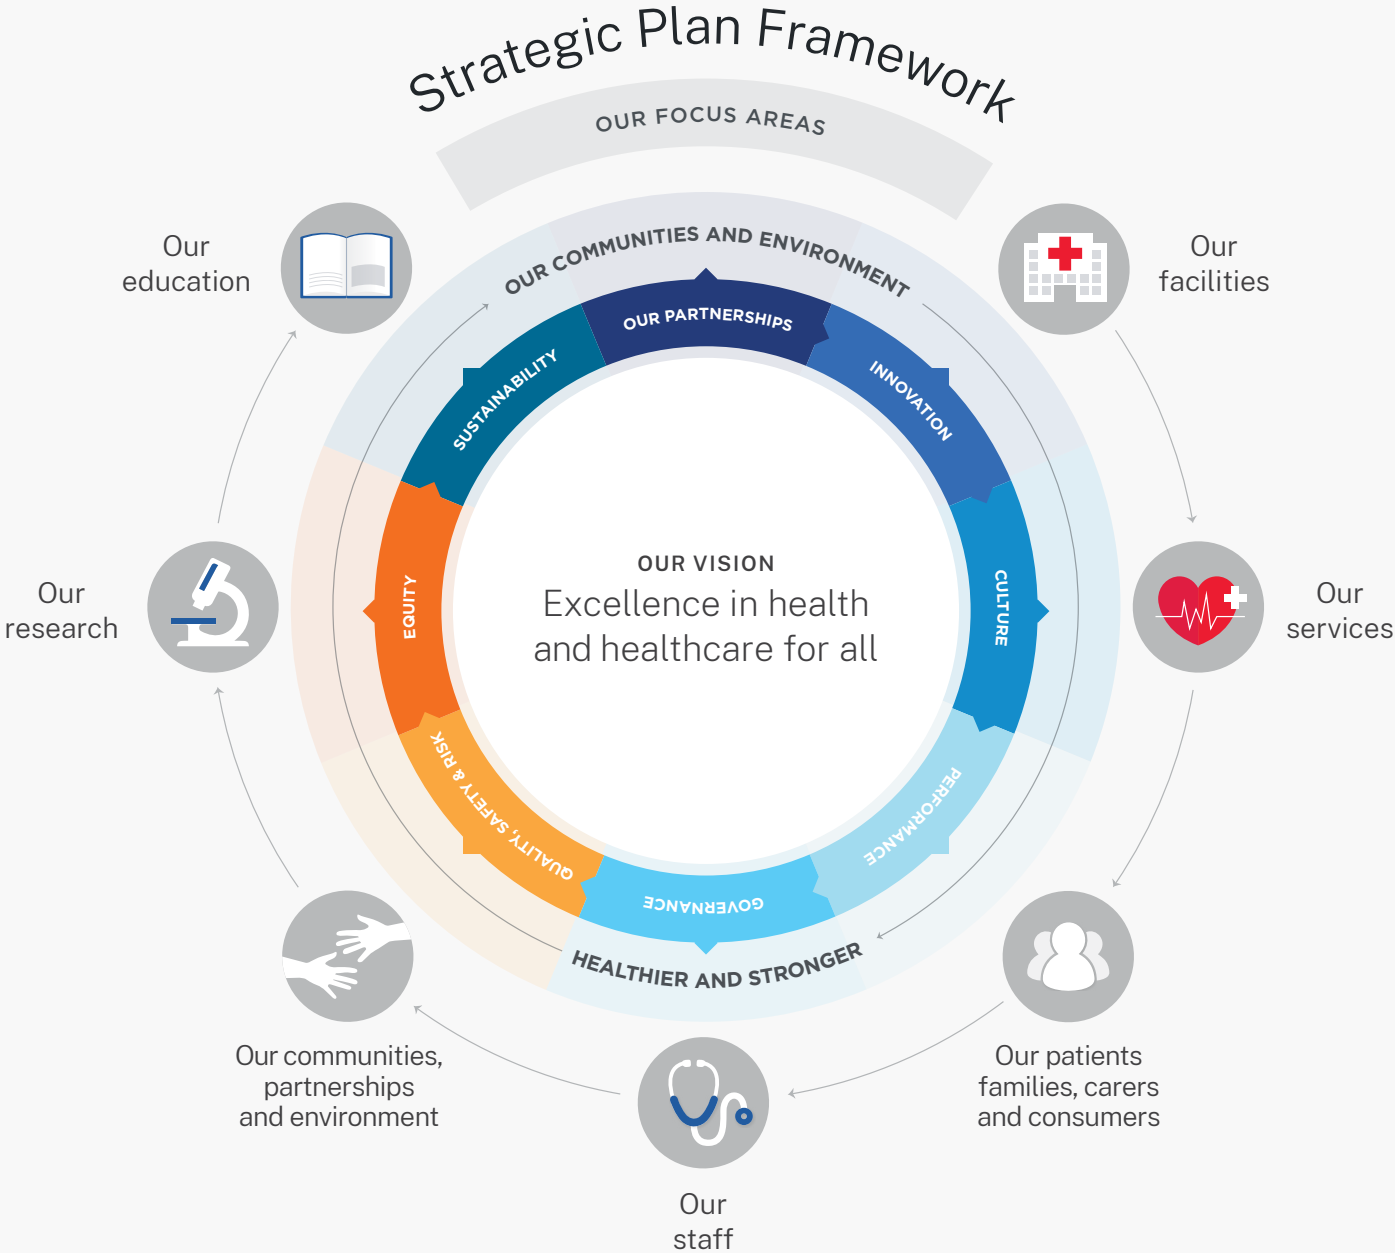 Strategic Plan Framework
OUR FOCUS AREAS
OUR COMMUNITIES AND ENVIRONMENT
OUR PARTNERSHIPS
INNOVATION
CULTURE
PERFORMANCE
GOVERNANCE
QUALITY, SAFETY & RISK
EQUITY
SUSTAINABILITY
HEALTHIER AND STRONGER
OUR VISION
Excellence in health
and healthcare for all
Our
facilities
Our
services
Our patients
families, carers
and consumers
Our
staff
Our communities,
partnerships
and environment
Our
research
Our
education